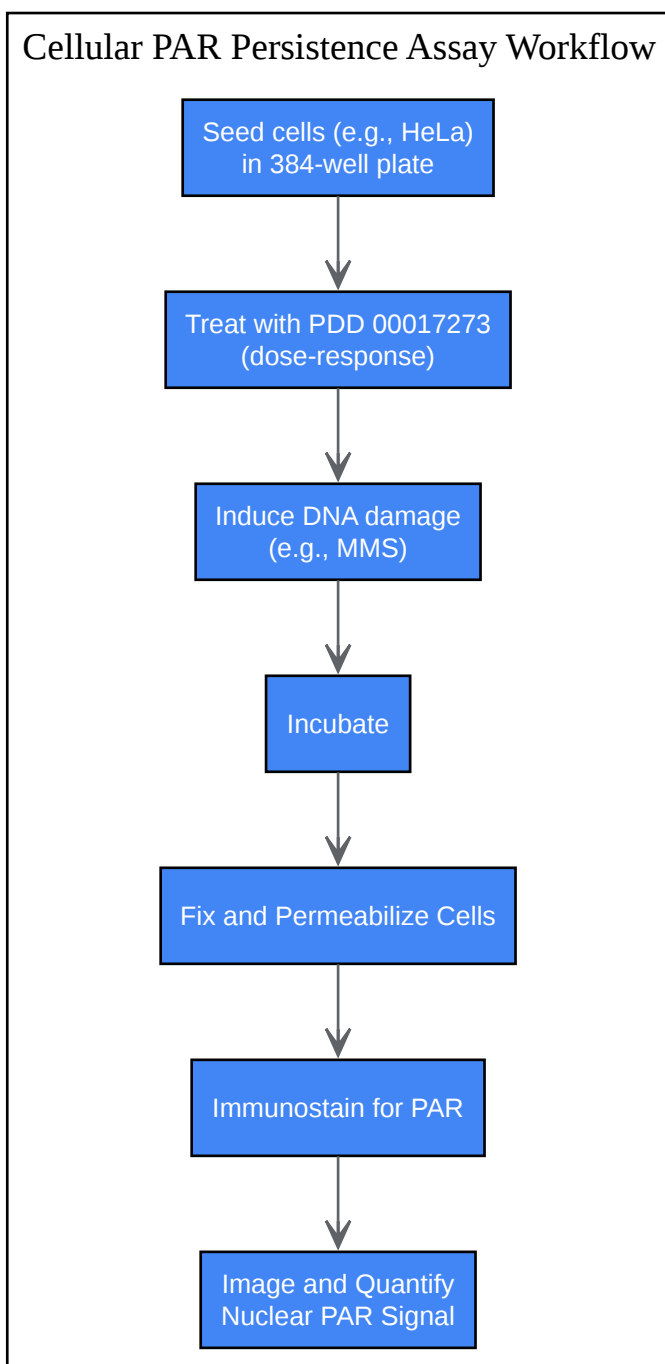 Cellular PAR Persistence Assay Workflow
Seed cells (e.g., HeLa)
in 384-well plate
Treat with PDD 00017273
(dose-response)
Induce DNA damage
(e.g., MMS)
Incubate
Fix and Permeabilize Cells
Immunostain for PAR
Image and Quantify
Nuclear PAR Signal